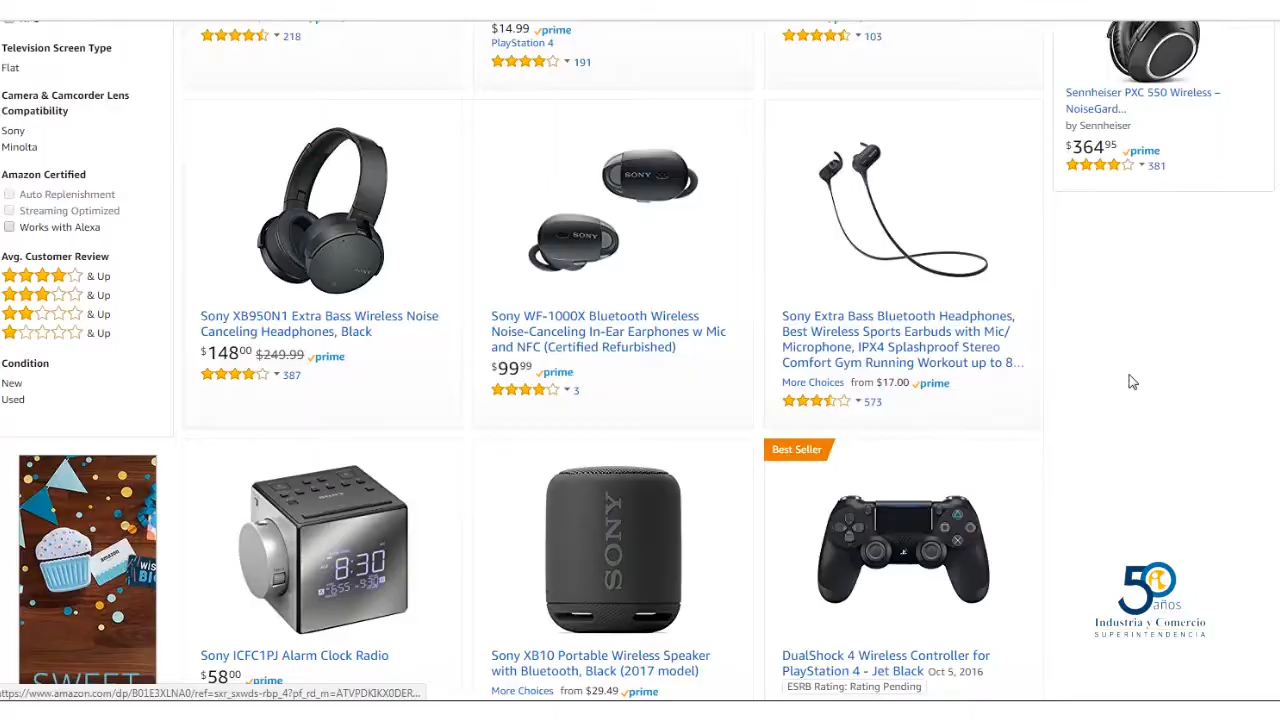 Television Screen Type
Flat
Camera & Camcorder Lens
Compatibility
Sony
Minolta
Amazon Certified
Auto Replenishment
Streaming Optimized
Works with Alexa
Avg. Customer Review
& Up
& Up
& Up
& Up
Condition
New
Used
218
$14.99 prime
PlayStation 4
191
103
Sennheiser PXC 550 Wireless –
NoiseGard...
by Sennheiser
$364.95 prime
381
Sony XB950N1 Extra Bass Wireless Noise
Canceling Headphones, Black
$148.00 $249.99 prime
387
SONY
SONY
Sony WF-1000X Bluetooth Wireless
Noise-Canceling In-Ear Earphones w Mic
and NFC (Certified Refurbished)
$99.99 prime
3
Sony Extra Bass Bluetooth Headphones,
Best Wireless Sports Earbuds with Mic/
Microphone, IPX4 Splashproof Stereo
Comfort Gym Running Workout up to 8...
More Choices from $17.00 prime
573
SONY
8:30
Sony ICFC1PJ Alarm Clock Radio
$58.00 prime
SONY
Sony XB10 Portable Wireless Speaker
with Bluetooth, Black (2017 model)
More Choices from $29.49 prime
Best Seller
DualShock 4 Wireless Controller for
PlayStation 4 - Jet Black Oct 5, 2016
ESRB Rating: Rating Pending
amazon
SWEET
50
años
Industria y Comercio
SUPERINTENDENCIA
https://www.amazon.com/dp/B01E3XLNA0/ref=sxr_sxwds-rbp_4?pf_rd_m=ATVPDKIKX0DER...